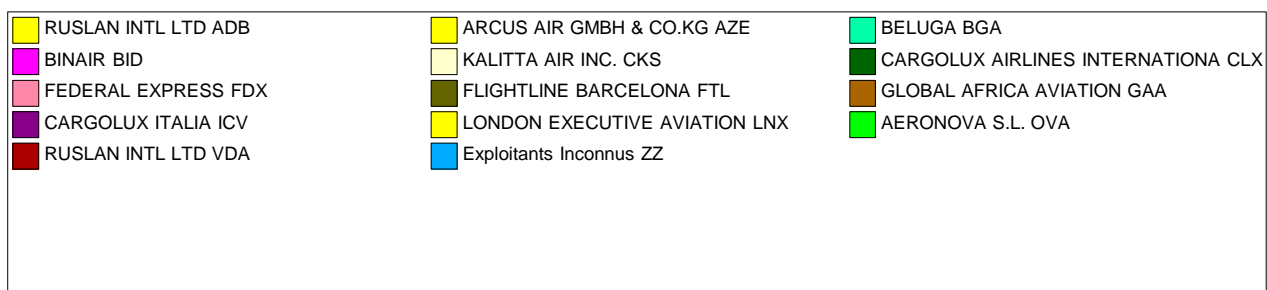 RUSLAN INTL LTD ADB
ARCUS AIR GMBH & CO.KG AZE
BELUGA BGA
BINAIR BID
KALITTA AIR INC. CKS
CARGOLUX AIRLINES INTERNATIONA CLX
FEDERAL EXPRESS FDX
FLIGHTLINE BARCELONA FTL
GLOBAL AFRICA AVIATION GAA
CARGOLUX ITALIA ICV
LONDON EXECUTIVE AVIATION LNX
AERONOVA S.L. OVA
RUSLAN INTL LTD VDA
Exploitants Inconnus ZZ